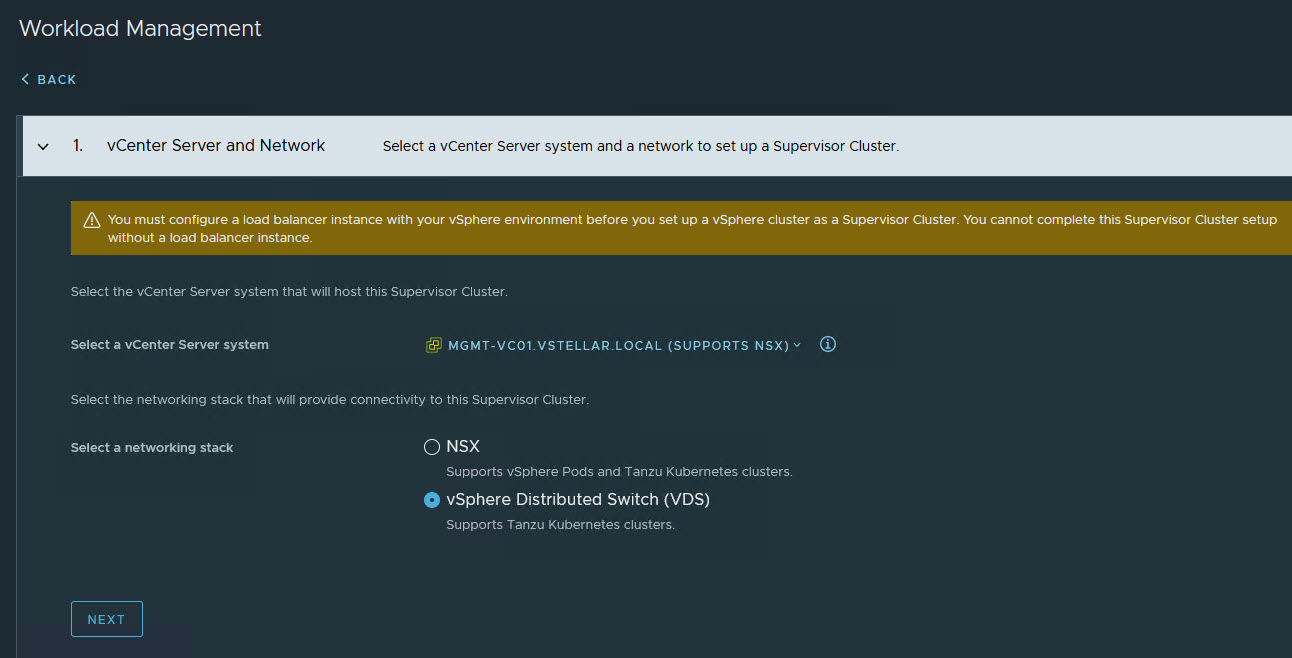 Workload Management
BACK
1. vCenter Server and Network Select a vCenter Server system and a network to set up a Supervisor Cluster.
You must configure a load balancer instance with your vSphere environment before you set up a vSphere cluster as a Supervisor Cluster. You cannot complete this Supervisor Cluster setup
without a load balancer instance.
Select the vCenter Server system that will host this Supervisor Cluster.
Select a vCenter Server system MGMT-VC01.VSTELLAR.LOCAL (SUPPORTS NSX)
Select the networking stack that will provide connectivity to this Supervisor Cluster.
Select a networking stack NSX
Supports vSphere Pods and Tanzu Kubernetes clusters.
vSphere Distributed Switch (VDS)
Supports Tanzu Kubernetes clusters.
NEXT